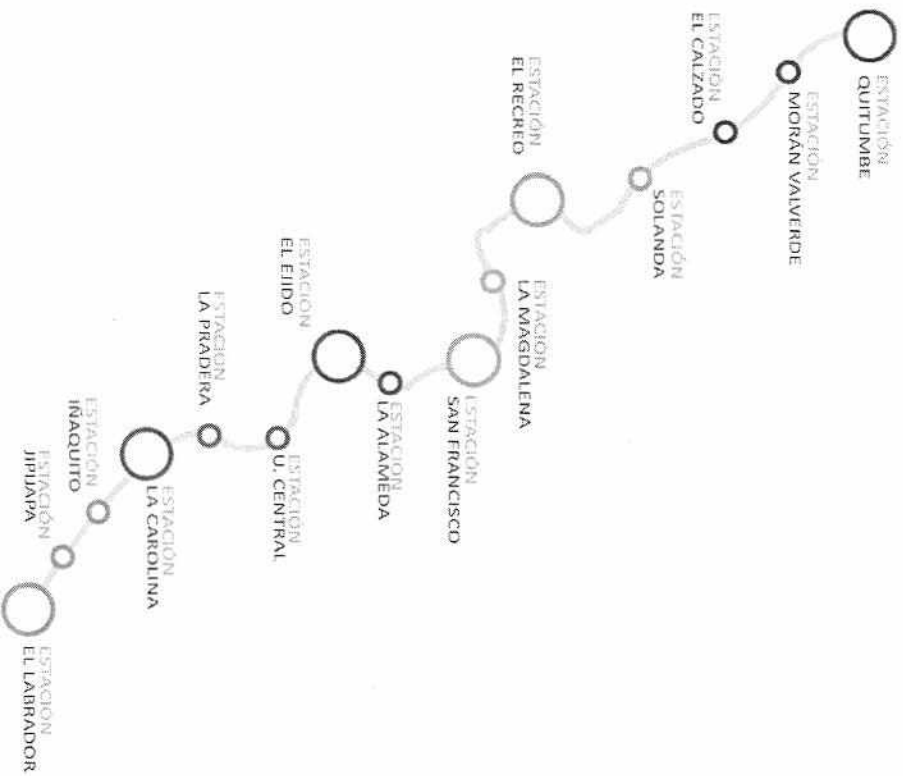 ESTACIÓN
QUITUMBE
ESTACIÓN
MORÁN VALVERDE
ESTACIÓN
EL CALZADO
ESTACIÓN
SOLANDA
ESTACIÓN
EL RECREO
ESTACIÓN
LA MAGDALENA
ESTACIÓN
SAN FRANCISCO
ESTACIÓN
LA ALAMEDA
ESTACIÓN
EL EJIDO
ESTACIÓN
U. CENTRAL
ESTACIÓN
LA PRADERA
ESTACIÓN
LA CAROLINA
ESTACIÓN
IÑAQUITO
ESTACIÓN
JIPIJAPA
ESTACIÓN
EL LABRADOR